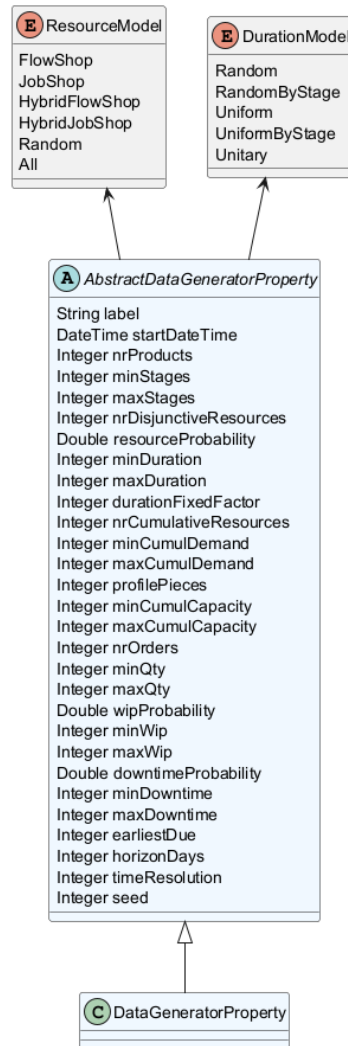 E ResourceModel
FlowShop
JobShop
HybridFlowShop
HybridJobShop
Random
All
E DurationModel
Random
RandomByStage
Uniform
UniformByStage
Unitary
A AbstractDataGeneratorProperty
String label
DateTime startDateTime
Integer nrProducts
Integer minStages
Integer maxStages
Integer nrDisjunctiveResources
Double resourceProbability
Integer minDuration
Integer maxDuration
Integer durationFixedFactor
Integer nrCumulativeResources
Integer minCumulDemand
Integer maxCumulDemand
Integer profilePieces
Integer minCumulCapacity
Integer maxCumulCapacity
Integer nrOrders
Integer minQty
Integer maxQty
Double wipProbability
Integer minWip
Integer maxWip
Double downtimeProbability
Integer minDowntime
Integer maxDowntime
Integer earliestDue
Integer horizonDays
Integer timeResolution
Integer seed
C DataGeneratorProperty